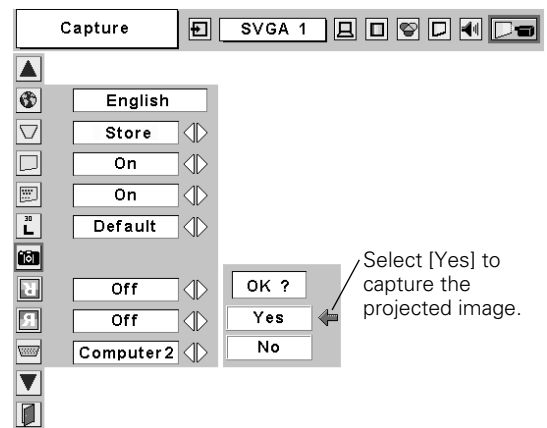 Capture
SVGA 1
English
Store
On
On
30
L
Default
Select [Yes] to
capture the
projected image.
OK ?
Off
Yes
Off
No
Computer2
R
R